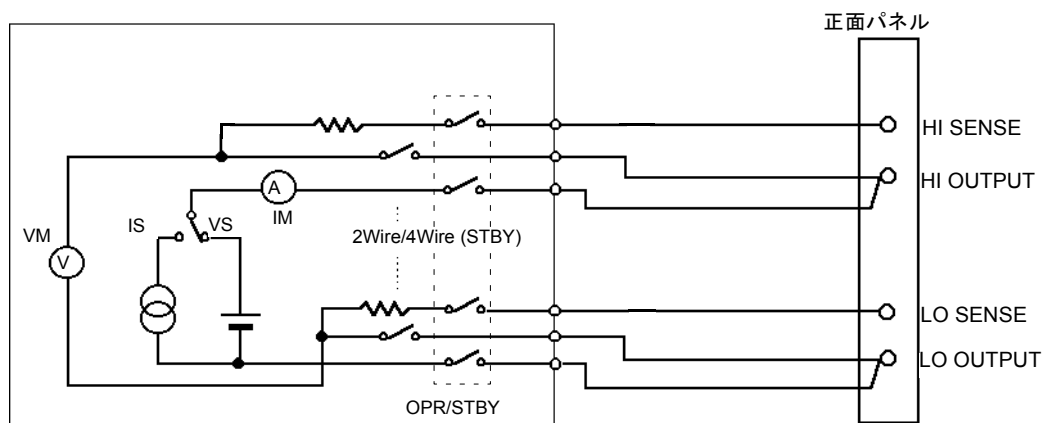 正面パネル
HI SENSE
HI OUTPUT
A
IM
IS
VS
2Wire/4Wire (STBY)
VM
V
LO SENSE
LO OUTPUT
OPR/STBY